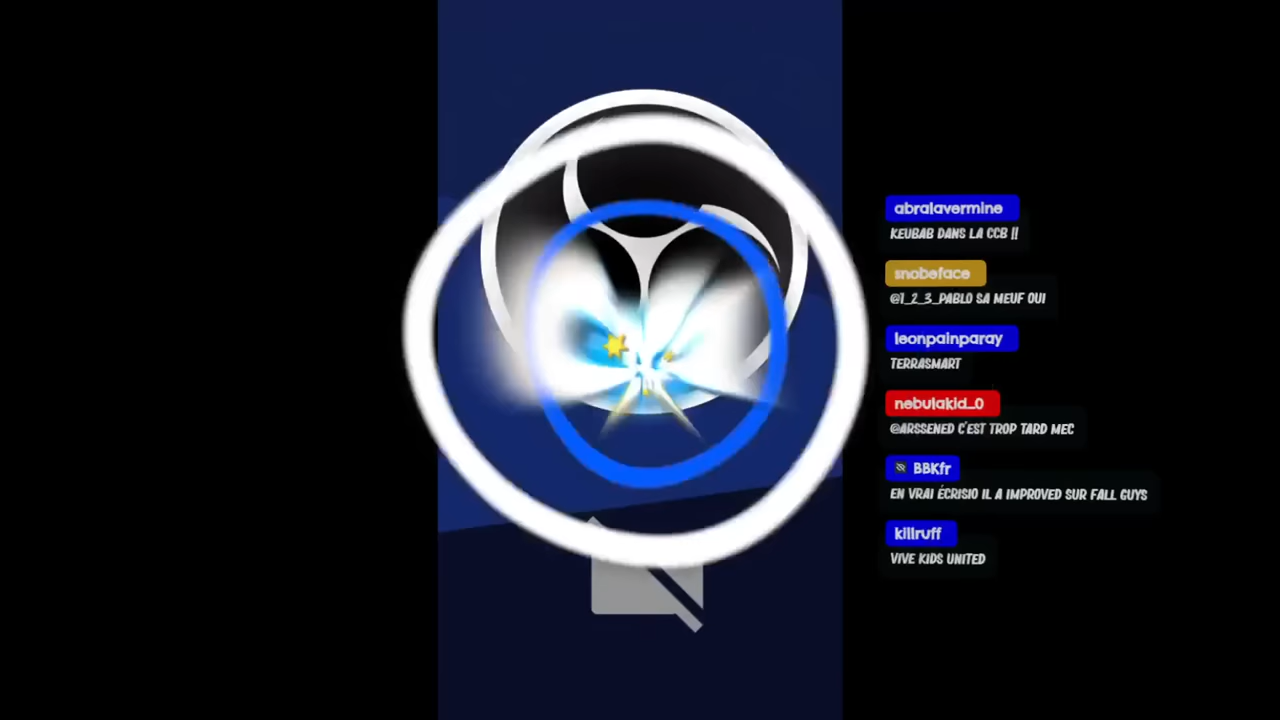 abralavermine
KEUBAB DANS LA CCB !!
snobeface
@1_2_3_PABLO SA MEUF OUI
leonpainparay
TERRASMART
nebulakid_0
@ARSSENED C'EST TROP TARD MEC
BBKfr
EN VRAI ÉCRISIO IL A IMPROVED SUR FALL GUYS
killruff
VIVE KIDS UNITED